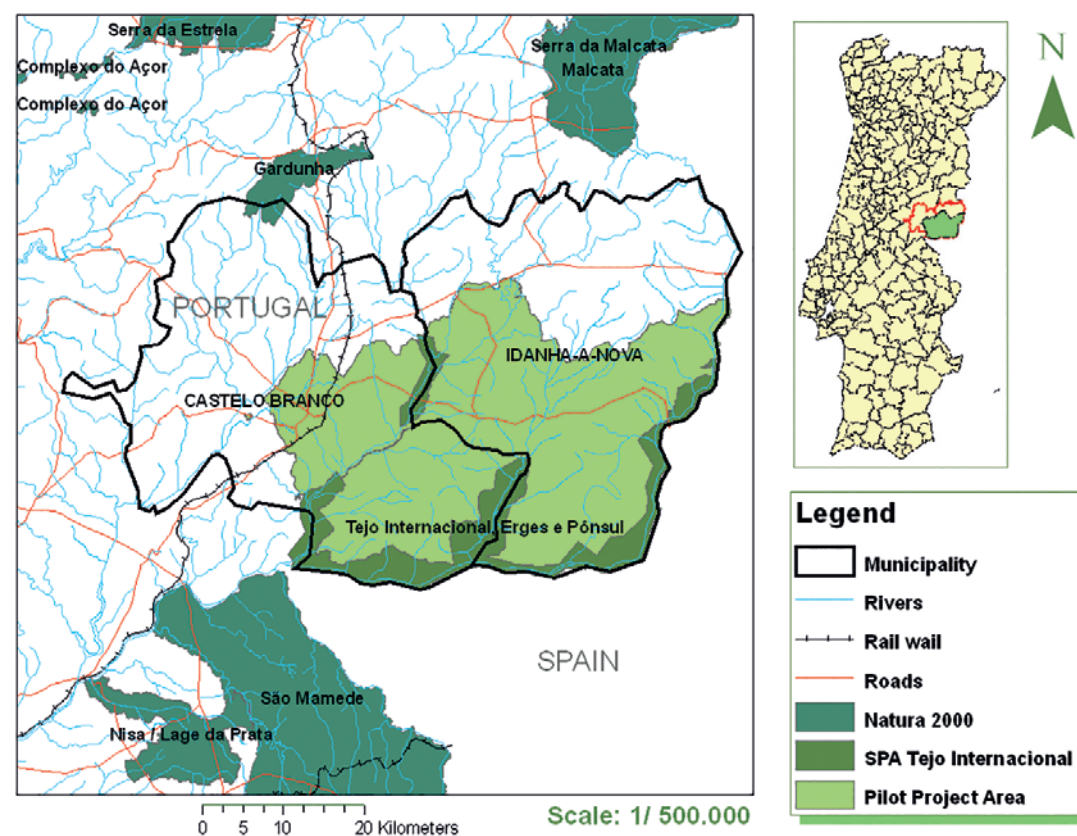 Serra da Estrela
Complexo do Açor
Complexo do Açor
Serra da Malcata
Malcata
Gardunha
PORTUGAL
IDANHA-A-NOVA
CASTELO BRANCO
Tejo Internacional, Erges e Pônsul
SPAIN
São Mamede
Nisa / Lage da Prata
0 5 10 20 Kilometers
Scale: 1/ 500.000
N
Legend
Municipality
Rivers
Rail wail
Roads
Natura 2000
SPA Tejo Internacional
Pilot Project Area